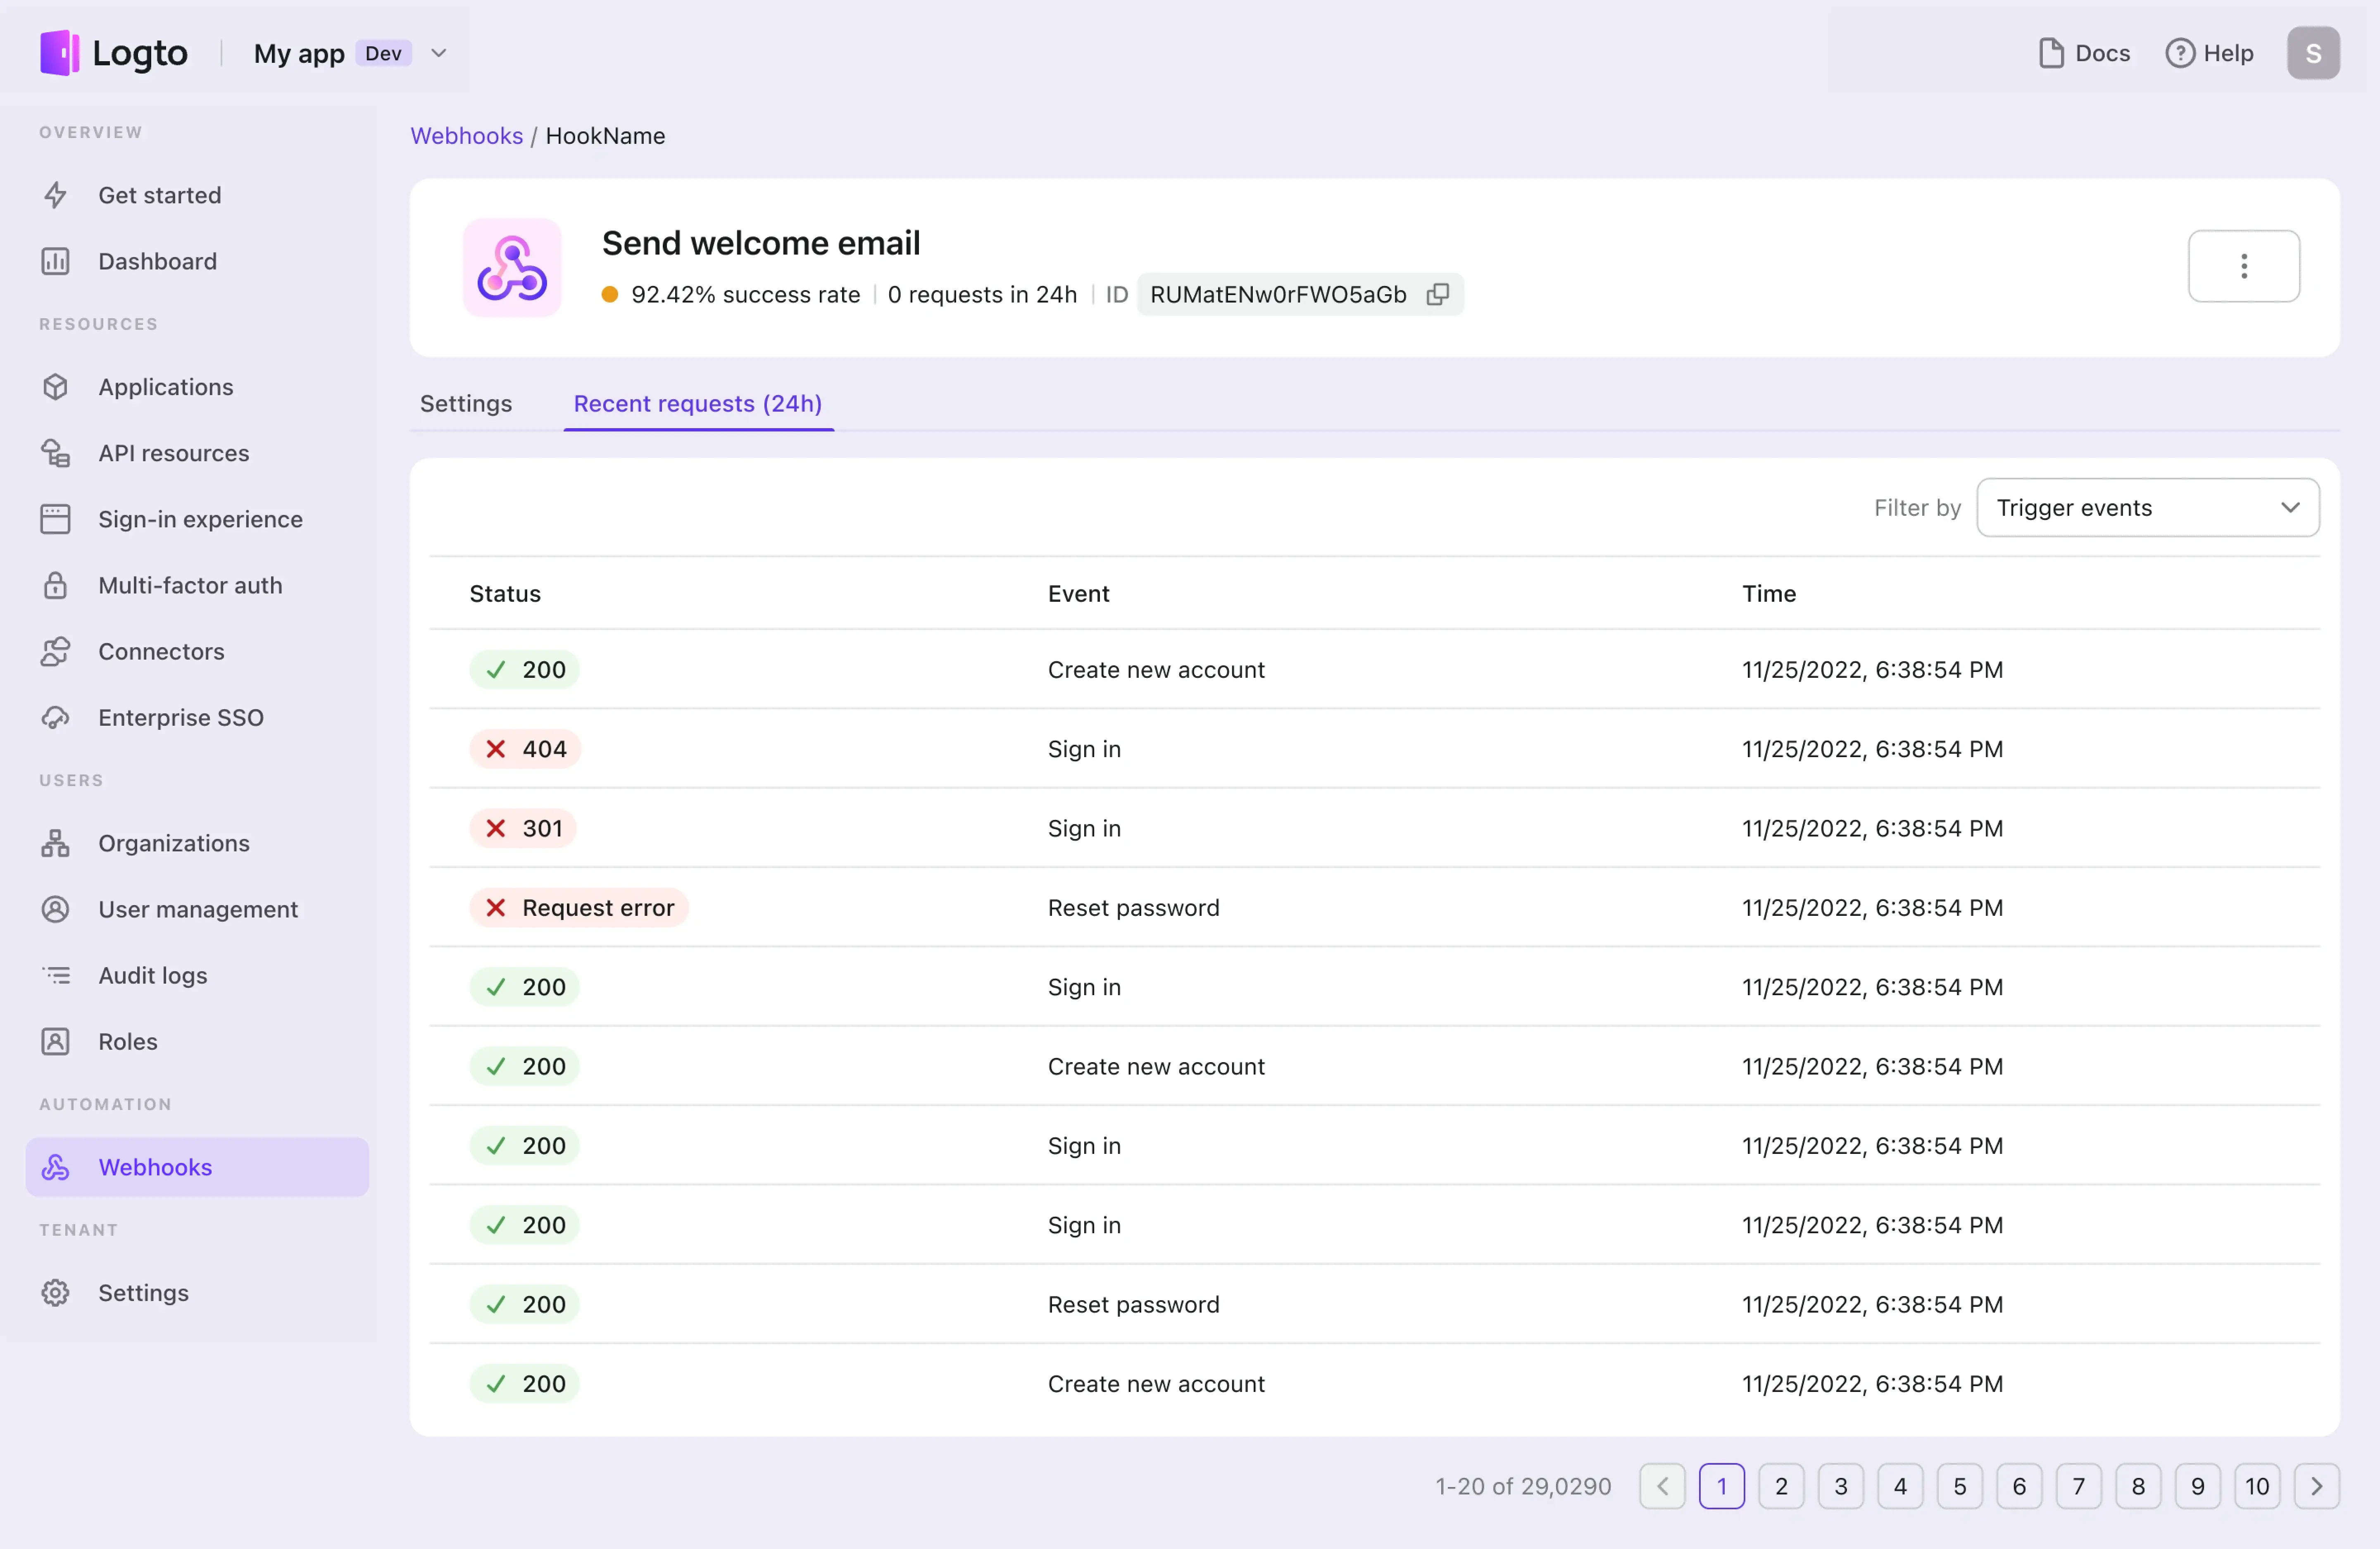 Logto
My app Dev
Docs
Help
S
OVERVIEW
Get started
Dashboard
RESOURCES
Applications
API resources
Sign-in experience
Multi-factor auth
Connectors
Enterprise SSO
USERS
Organizations
User management
Audit logs
Roles
AUTOMATION
Webhooks
TENANT
Settings
Webhooks / HookName
Send welcome email
92.42% success rate | 0 requests in 24h | ID RUMatENw0rFWO5aGb
Settings Recent requests (24h)
Filter by Trigger events
Status Event Time
200 Create new account 11/25/2022, 6:38:54 PM
404 Sign in 11/25/2022, 6:38:54 PM
301 Sign in 11/25/2022, 6:38:54 PM
Request error Reset password 11/25/2022, 6:38:54 PM
200 Sign in 11/25/2022, 6:38:54 PM
200 Create new account 11/25/2022, 6:38:54 PM
200 Sign in 11/25/2022, 6:38:54 PM
200 Sign in 11/25/2022, 6:38:54 PM
200 Reset password 11/25/2022, 6:38:54 PM
200 Create new account 11/25/2022, 6:38:54 PM
1-20 of 29,0290 1 2 3 4 5 6 7 8 9 10